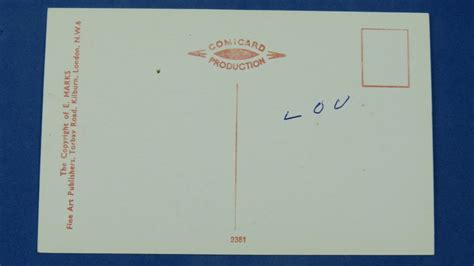 The Copyright of E. MARKS
Fine Art Publishers, Torbay Road, Kilburn, London, N.W.6
COMICARD
PRODUCTION
LOU
2381